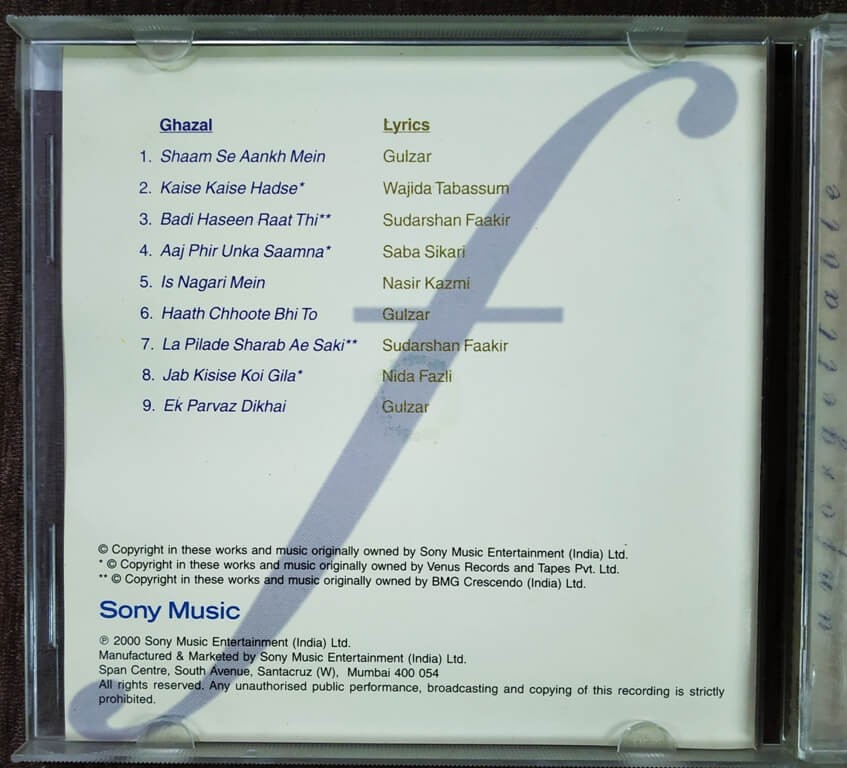 Ghazal Lyrics
1. Shaam Se Aankh Mein Gulzar
2. Kaise Kaise Hadse* Wajida Tabassum
3. Badi Haseen Raat Thi** Sudarshan Faakir
4. Aaj Phir Unka Saamna* Saba Sikari
5. Is Nagari Mein Nasir Kazmi
6. Haath Chhoote Bhi To Gulzar
7. La Pilade Sharab Ae Saki** Sudarshan Faakir
8. Jab Kisise Koi Gila* Nida Fazli
9. Ek Parvaz Dikhai Gulzar
© Copyright in these works and music originally owned by Sony Music Entertainment (India) Ltd.
* © Copyright in these works and music originally owned by Venus Records and Tapes Pvt. Ltd.
** © Copyright in these works and music originally owned by BMG Crescendo (India) Ltd.
Sony Music
℗ 2000 Sony Music Entertainment (India) Ltd.
Manufactured & Marketed by Sony Music Entertainment (India) Ltd.
Span Centre, South Avenue, Santacruz (W), Mumbai 400 054
All rights reserved. Any unauthorised public performance, broadcasting and copying of this recording is strictly
prohibited.
unforgettable